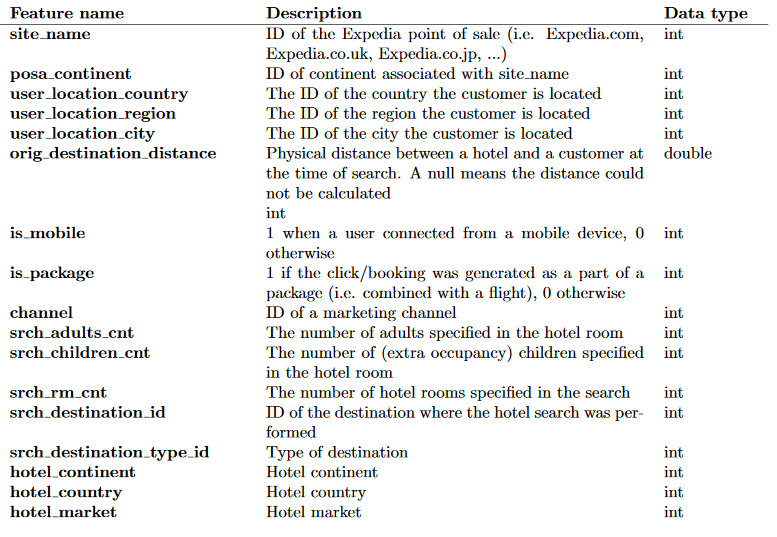 Feature name Description Data type
site_name ID of the Expedia point of sale (i.e. Expedia.com, int
Expedia.co.uk, Expedia.co.jp, ...)
posa_continent ID of continent associated with site_name int
user_location_country The ID of the country the customer is located int
user_location_region The ID of the region the customer is located int
user_location_city The ID of the city the customer is located int
orig_destination_distance Physical distance between a hotel and a customer at double
the time of search. A null means the distance could
not be calculated
int
is_mobile 1 when a user connected from a mobile device, 0 int
otherwise
is_package 1 if the click/booking was generated as a part of a int
package (i.e. combined with a flight), 0 otherwise
channel ID of a marketing channel int
srch_adults_cnt The number of adults specified in the hotel room int
srch_children_cnt The number of (extra occupancy) children specified int
in the hotel room
srch_rm_cnt The number of hotel rooms specified in the search int
srch_destination_id ID of the destination where the hotel search was per- int
formed
srch_destination_type_id Type of destination int
hotel_continent Hotel continent int
hotel_country Hotel country int
hotel_market Hotel market int